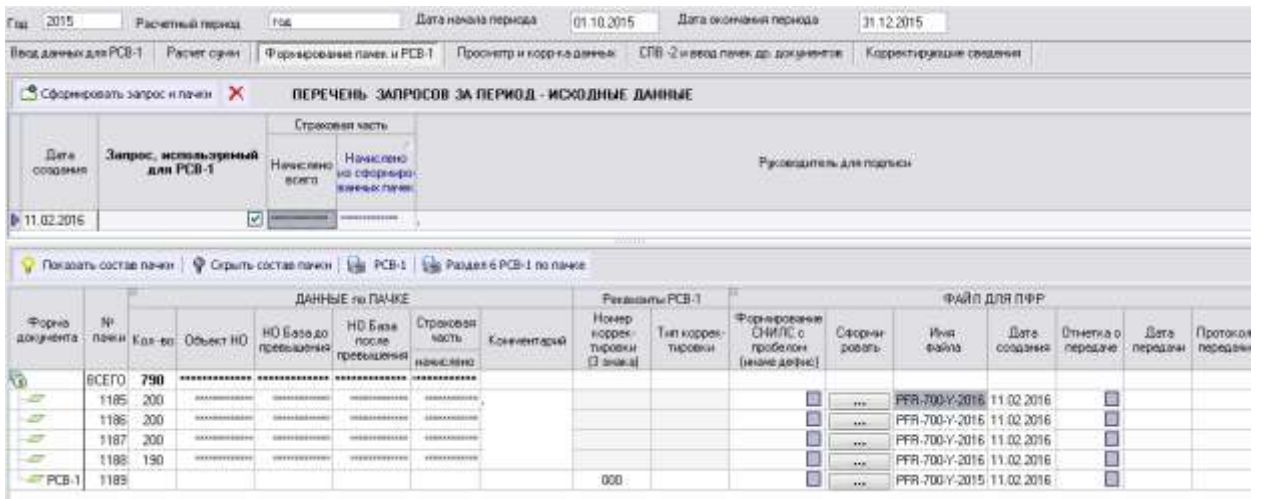 Год 2015 Расчетный период год Дата начала периода 01.10.2015 Дата окончания периода 31.12.2015
Ввод данных для РСВ-1 Расчет сумм Формирование пачек и РСВ-1 Просмотр и корр-ка данных СПВ -2 и ввод пачек др. документов Корректирующие сведения
Сформировать запрос и пачки ПЕРЕЧЕНЬ ЗАПРОСОВ ЗА ПЕРИОД - ИСХОДНЫЕ ДАННЫЕ
Страховая часть
Дата создания Запрос, используемый для РСВ-1 Начислено всего Начислено из сформированных пачек Руководитель для подписи
11.02.2016 ************ ************ ,
Показать состав пачки Скрыть состав пачки РСВ-1 Раздел 6 РСВ-1 по пачке
ДАННЫЕ по ПАЧКЕ Реквизиты РСВ-1 ФАЙЛ ДЛЯ ПФР
Форма документа № пачки Кол-во Объект НО НО База до превышения НО База после превышения Страховая часть начислено Комментарий Номер коррек-тировки (3 знака) Тип коррек-тировки Формирование СНИЛС с пробелом (иначе дефис) Сформи-ровать Имя файла Дата создания Отметка о передаче Дата передачи Протокол передачи
ВСЕГО 790 ************ ************ ************ ************
1185 200 ************ ************ ************ ************ , ... PFR-700-Y-2016 11.02.2016
1186 200 ************ ************ ************ ************ ... PFR-700-Y-2016 11.02.2016
1187 200 ************ ************ ************ ************ ... PFR-700-Y-2016 11.02.2016
1188 190 ************ ************ ************ ************ ... PFR-700-Y-2016 11.02.2016
РСВ-1 1189 000 ... PFR-700-Y-2015 11.02.2016